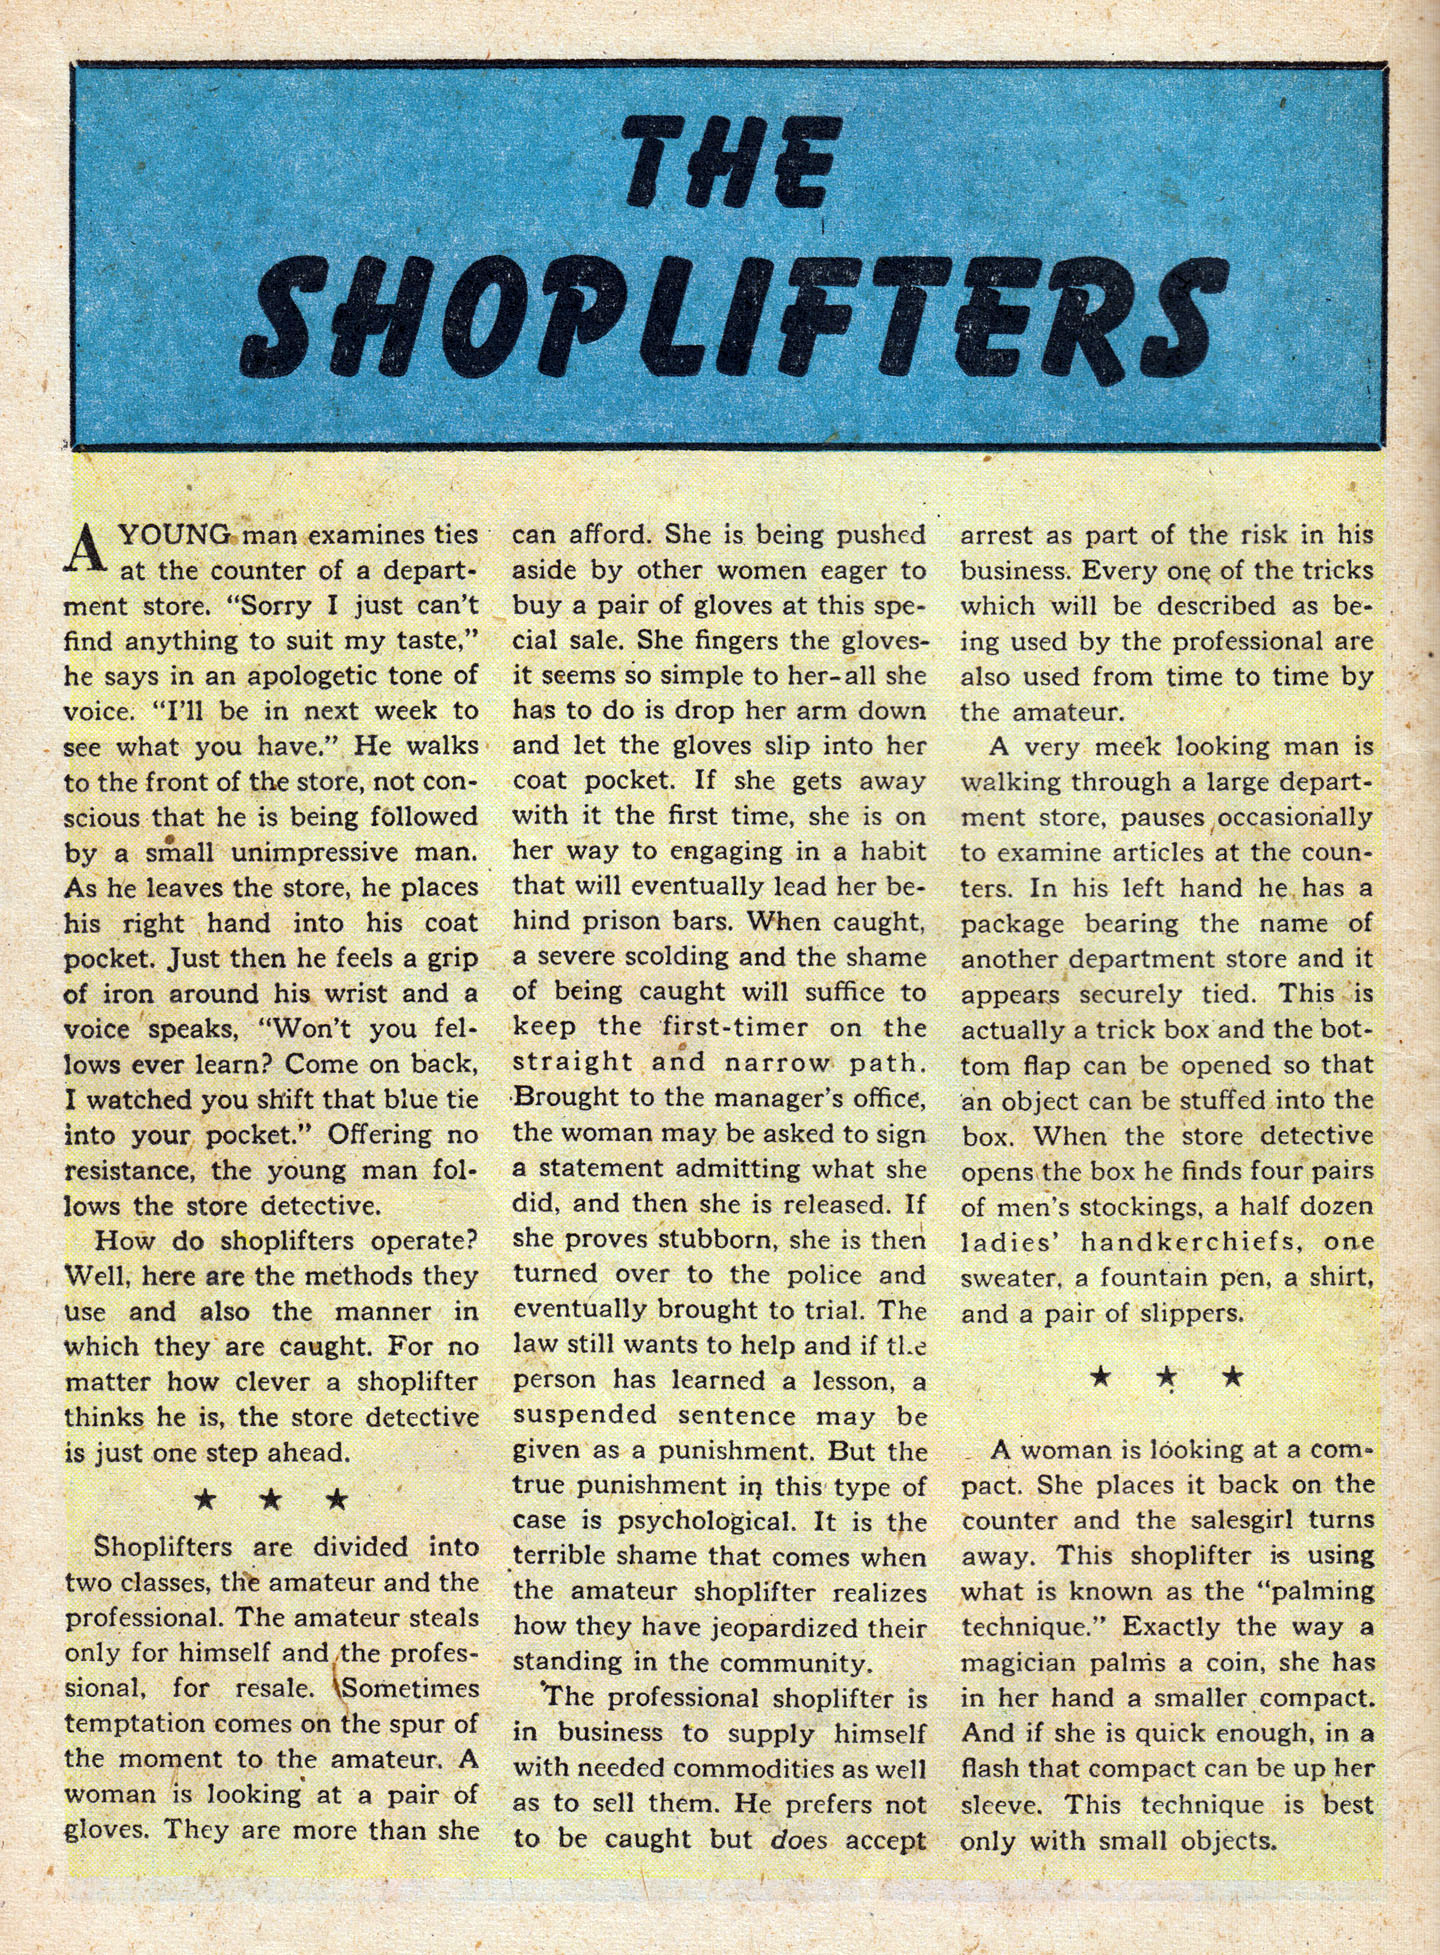 THE
SHOPLIFTERS
A YOUNG man examines ties
at the counter of a depart-
ment store. “Sorry I just can’t
find anything to suit my taste,”
he says in an apologetic tone of
voice. “I’ll be in next week to
see what you have.” He walks
to the front of the store, not con-
scious that he is being followed
by a small unimpressive man.
As he leaves the store, he places
his right hand into his coat
pocket. Just then he feels a grip
of iron around his wrist and a
voice speaks, “Won’t you fel-
lows ever learn? Come on back,
I watched you shift that blue tie
into your pocket.” Offering no
resistance, the young man fol-
lows the store detective.
How do shoplifters operate?
Well, here are the methods they
use and also the manner in
which they are caught. For no
matter how clever a shoplifter
thinks he is, the store detective
is just one step ahead.
★ ★ ★
Shoplifters are divided into
two classes, the amateur and the
professional. The amateur steals
only for himself and the profes-
sional, for resale. Sometimes
temptation comes on the spur of
the moment to the amateur. A
woman is looking at a pair of
gloves. They are more than she
can afford. She is being pushed
aside by other women eager to
buy a pair of gloves at this spe-
cial sale. She fingers the gloves-
it seems so simple to her-all she
has to do is drop her arm down
and let the gloves slip into her
coat pocket. If she gets away
with it the first time, she is on
her way to engaging in a habit
that will eventually lead her be-
hind prison bars. When caught,
a severe scolding and the shame
of being caught will suffice to
keep the first-timer on the
straight and narrow path.
Brought to the manager’s office,
the woman may be asked to sign
a statement admitting what she
did, and then she is released. If
she proves stubborn, she is then
turned over to the police and
eventually brought to trial. The
law still wants to help and if the
person has learned a lesson, a
suspended sentence may be
given as a punishment. But the
true punishment in this type of
case is psychological. It is the
terrible shame that comes when
the amateur shoplifter realizes
how they have jeopardized their
standing in the community.
The professional shoplifter is
in business to supply himself
with needed commodities as well
as to sell them. He prefers not
to be caught but does accept
arrest as part of the risk in his
business. Every one of the tricks
which will be described as be-
ing used by the professional are
also used from time to time by
the amateur.
A very meek looking man is
walking through a large depart-
ment store, pauses occasionally
to examine articles at the coun-
ters. In his left hand he has a
package bearing the name of
another department store and it
appears securely tied. This is
actually a trick box and the bot-
tom flap can be opened so that
an object can be stuffed into the
box. When the store detective
opens the box he finds four pairs
of men’s stockings, a half dozen
ladies’ handkerchiefs, one
sweater, a fountain pen, a shirt,
and a pair of slippers.
★ ★ ★
A woman is looking at a com-
pact. She places it back on the
counter and the salesgirl turns
away. This shoplifter is using
what is known as the “palming
technique.” Exactly the way a
magician palms a coin, she has
in her hand a smaller compact.
And if she is quick enough, in a
flash that compact can be up her
sleeve. This technique is best
only with small objects.